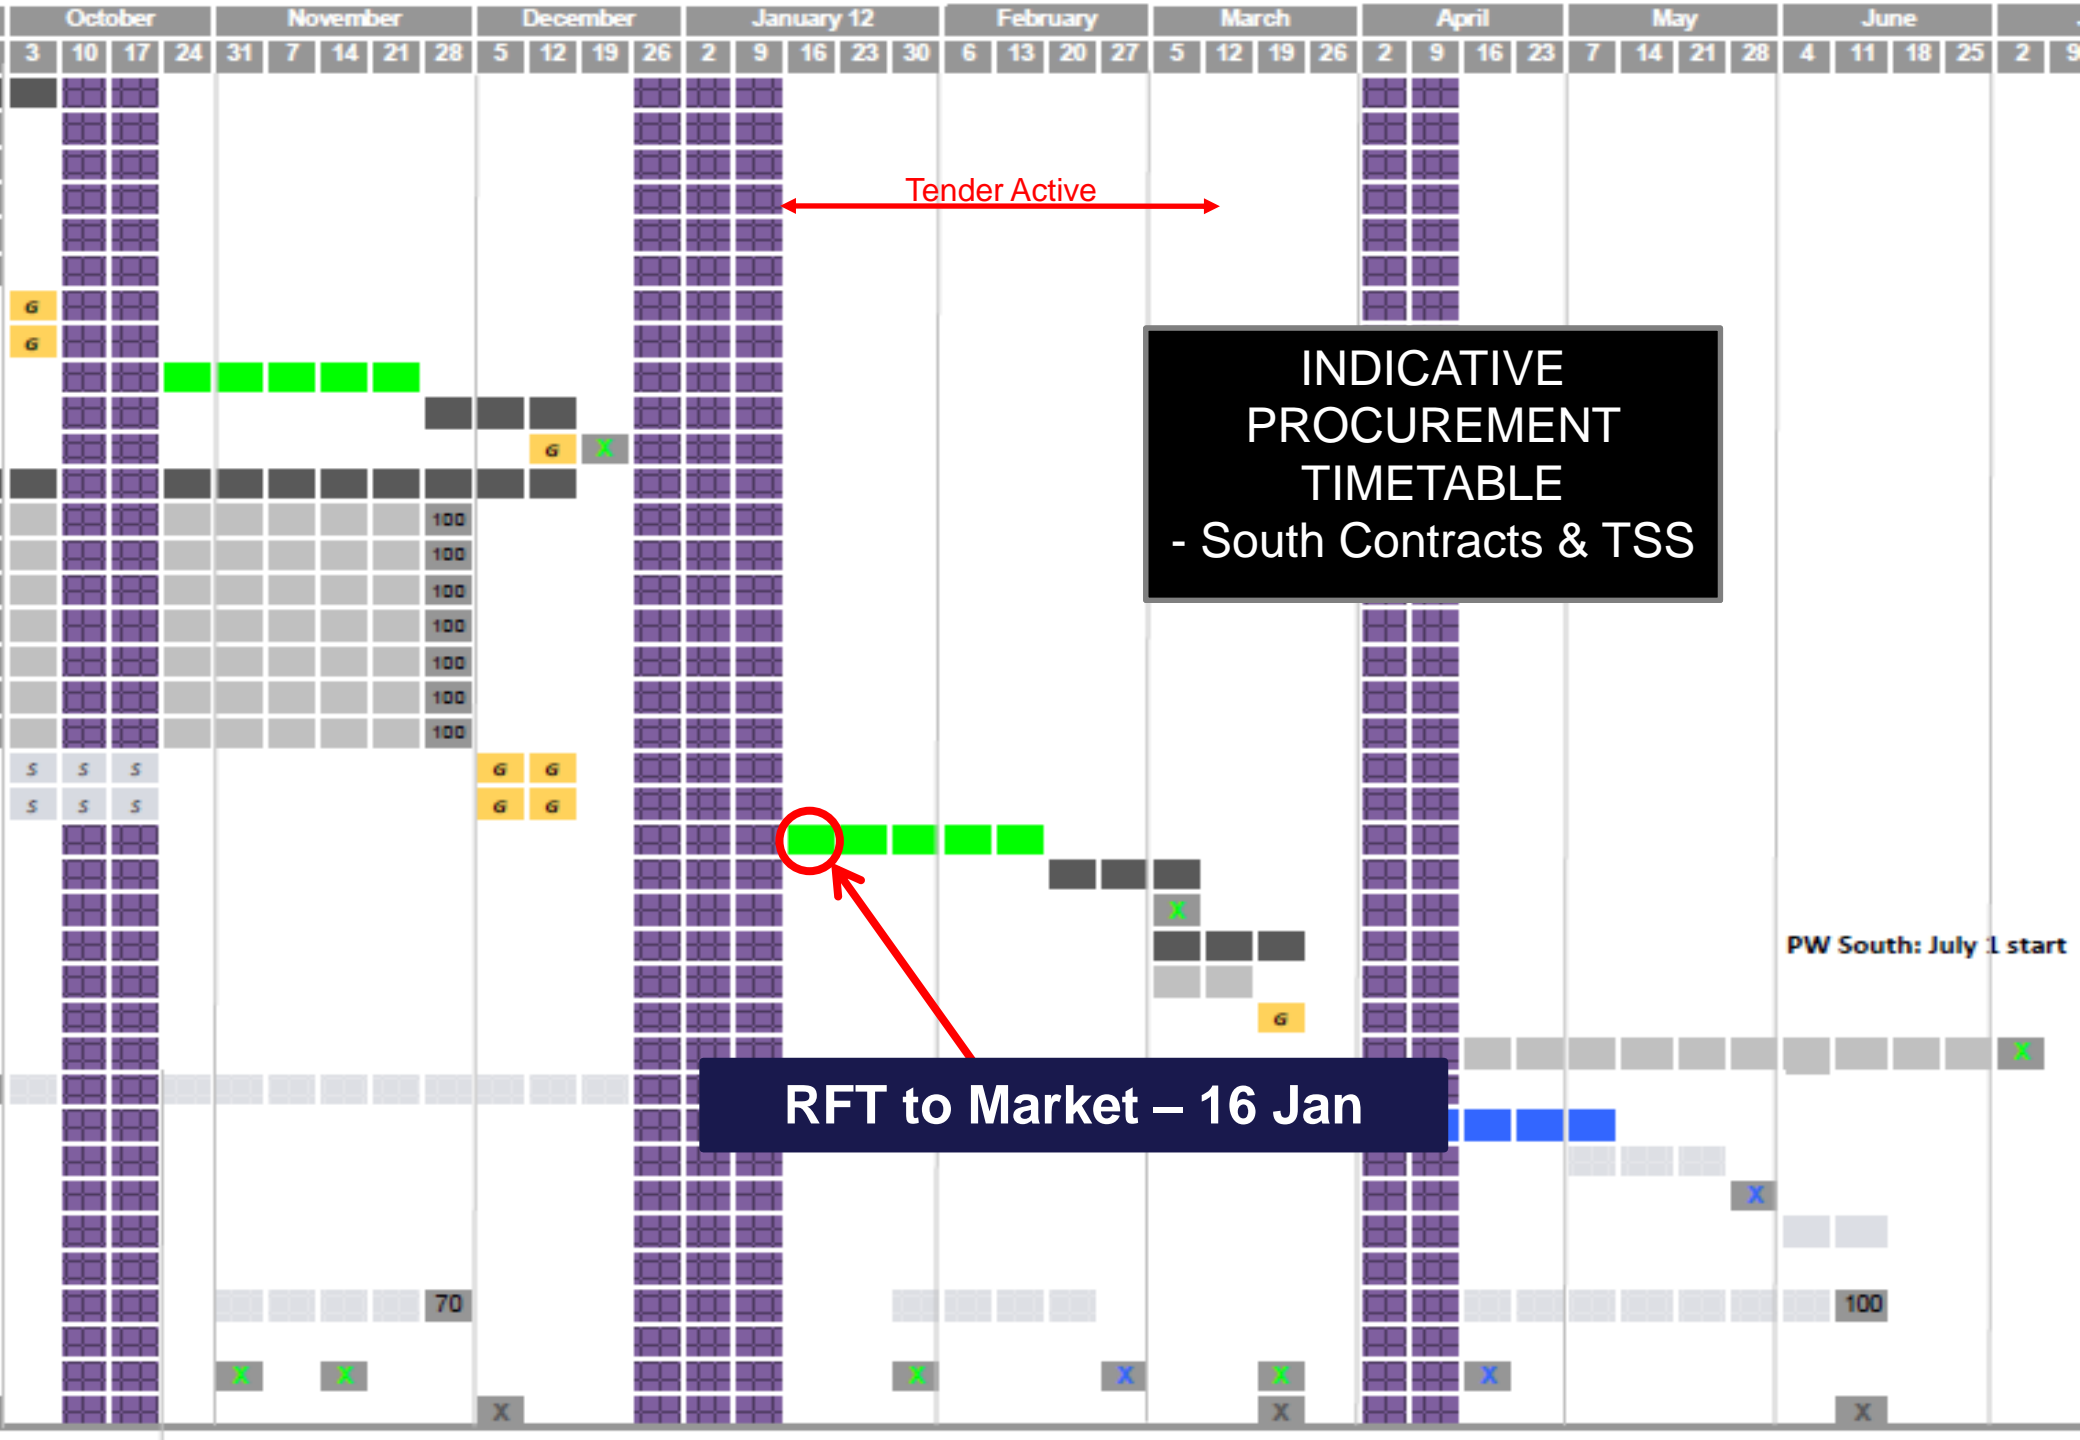 October November December January 12 February March April May June
3 10 17 24 31 7 14 21 28 5 12 19 26 2 9 16 23 30 6 13 20 27 5 12 19 26 2 9 16 23 7 14 21 28 4 11 18 25 2 9
Tender Active
G
G
INDICATIVE
PROCUREMENT
TIMETABLE
- South Contracts & TSS
G X
100
100
100
100
100
100
100
S S S G G
S S S G G
X
PW South: July 1 start
G
X
RFT to Market – 16 Jan
X
70 100
X X X X X X
X X X